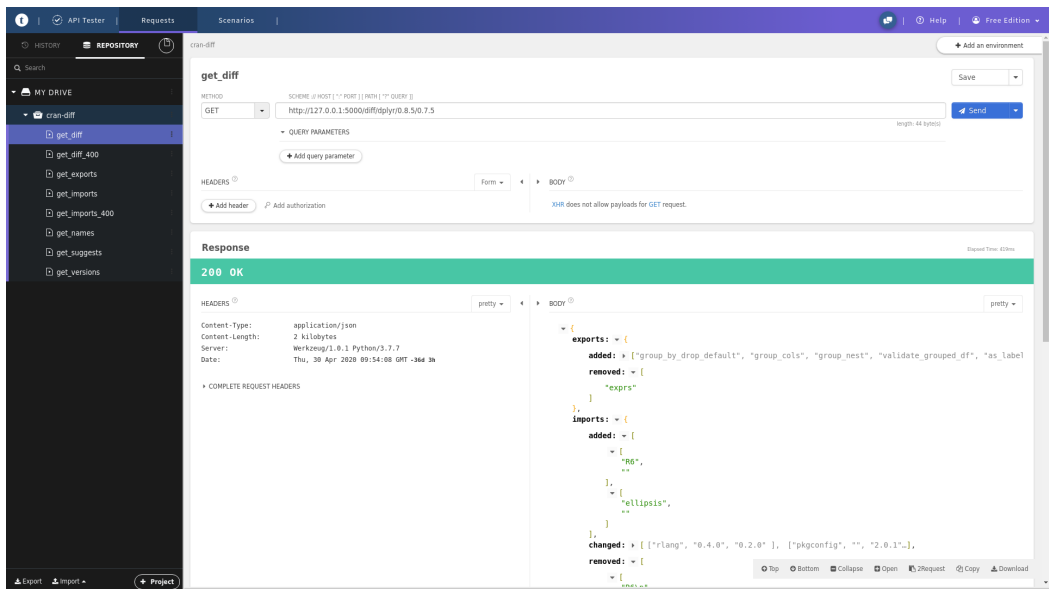 t | API Tester | Requests Scenarios | | Help | Free Edition
HISTORY REPOSITORY
Search
MY DRIVE
cran-diff
get_diff
get_diff_400
get_exports
get_imports
get_imports_400
get_names
get_suggests
get_versions
Export Import + Project
cran-diff
+ Add an environment
get_diff
Save
METHOD SCHEME :// HOST [ ":" PORT ] [ PATH [ "?" QUERY ]]
GET http://127.0.0.1:5000/diff/dplyr/0.8.5/0.7.5 Send
length: 44 byte(s)
QUERY PARAMETERS
+ Add query parameter
HEADERS Form BODY
+ Add header Add authorization XHR does not allow payloads for GET request.
Response Elapsed Time: 419ms
200 OK
HEADERS pretty BODY pretty
Content-Type: application/json
Content-Length: 2 kilobytes
Server: Werkzeug/1.0.1 Python/3.7.7
Date: Thu, 30 Apr 2020 09:54:08 GMT -36d 3h
COMPLETE REQUEST HEADERS
{
exports: {
added: ["group_by_drop_default", "group_cols", "group_nest", "validate_grouped_df", "as_label
removed: [
"exprs"
]
},
imports: {
added: [
[
"R6",
""
],
[
"ellipsis",
""
]
],
changed: [ ["rlang", "0.4.0", "0.2.0" ], ["pkgconfig", "", "2.0.1"…],
removed: [
[
Top Bottom Collapse Open 2Request Copy Download